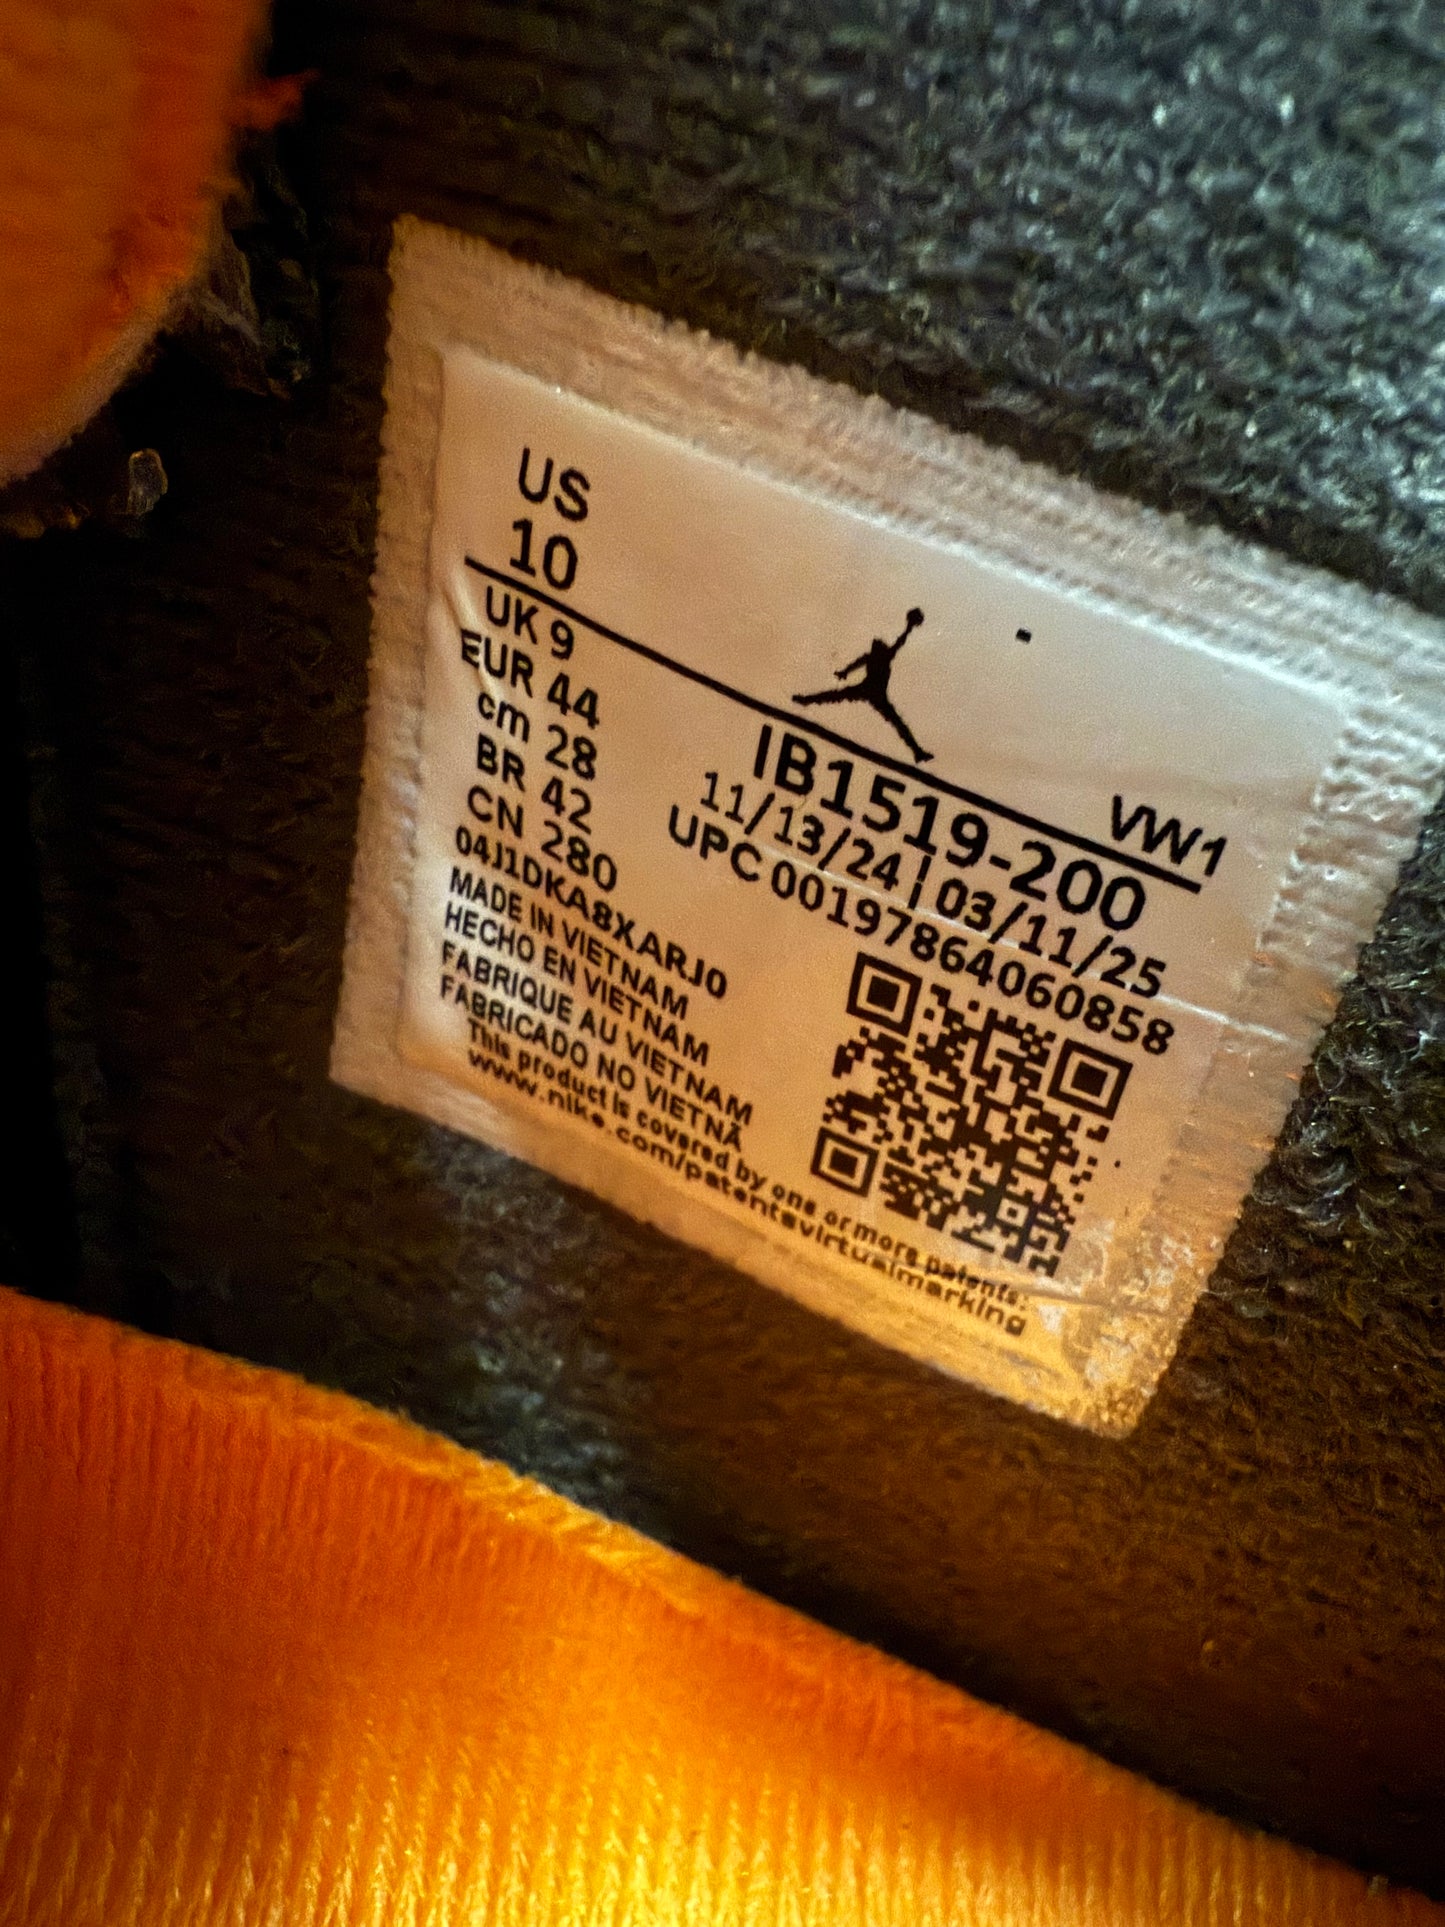 US
10
UK 9
EUR 44
cm 28
BR 42
CN 280
04J1DKA8XARJ0
MADE IN VIETNAM
HECHO EN VIETNAM
FABRIQUE AU VIETNAM
FABRICADO NO VIETNÃ
This product is covered by one or more patents:
www.nike.com/patentsvirtualmarking
VW1
IB1519-200
11/13/24 | 03/11/25
UPC 00197864060858